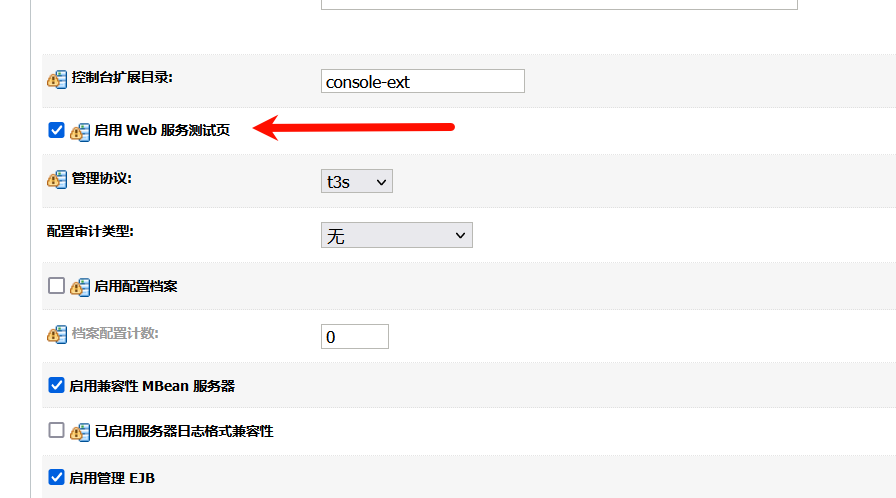 控制台扩展目录: console-ext
启用 Web 服务测试页
管理协议: t3s
配置审计类型: 无
启用配置档案
档案配置计数: 0
启用兼容性 MBean 服务器
已启用服务器日志格式兼容性
启用管理 EJB